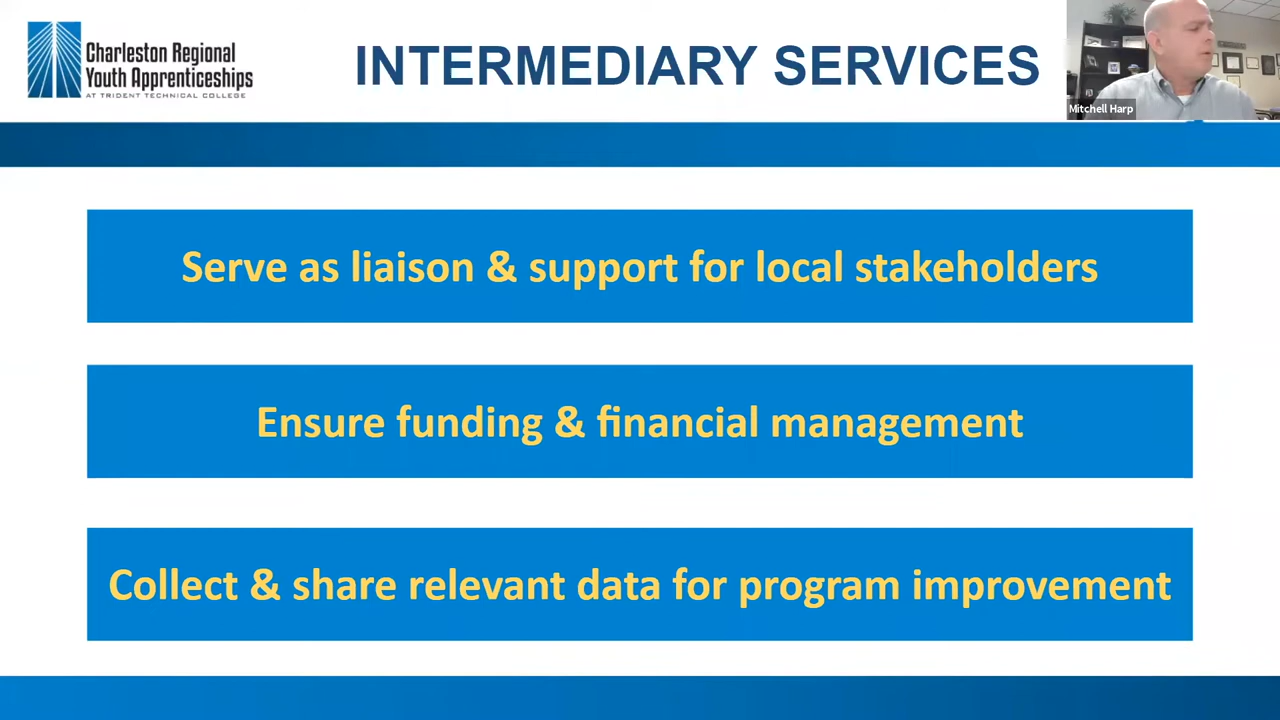 Charleston Regional
Youth Apprenticeships
AT TRIDENT TECHNICAL COLLEGE
INTERMEDIARY SERVICES
Mitchell Harp
Serve as liaison & support for local stakeholders
Ensure funding & financial management
Collect & share relevant data for program improvement